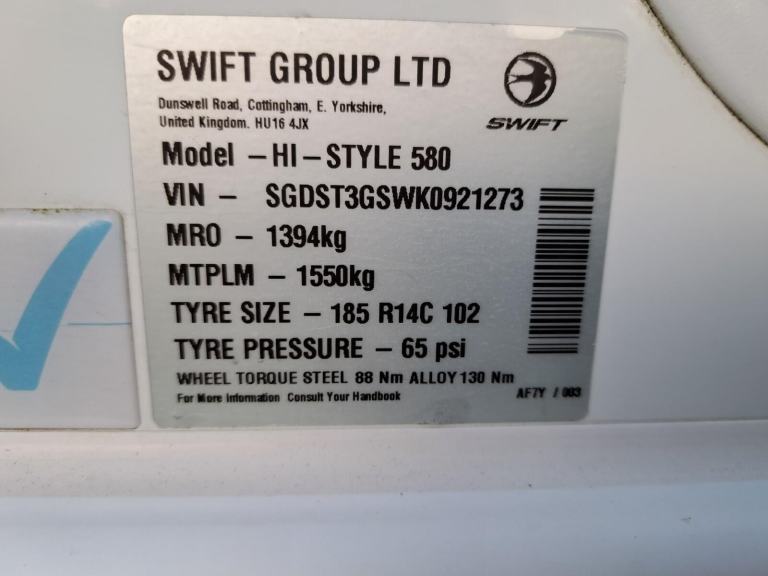 SWIFT GROUP LTD
Dunswell Road, Cottingham, E. Yorkshire,
United Kingdom. HU16 4JX
SWIFT
Model – HI – STYLE 580
VIN – SGDST3GSWK0921273
MRO – 1394kg
MTPLM – 1550kg
TYRE SIZE – 185 R14C 102
TYRE PRESSURE – 65 psi
WHEEL TORQUE STEEL 88 Nm ALLOY 130 Nm
For More Information Consult Your Handbook
AF7Y / 003